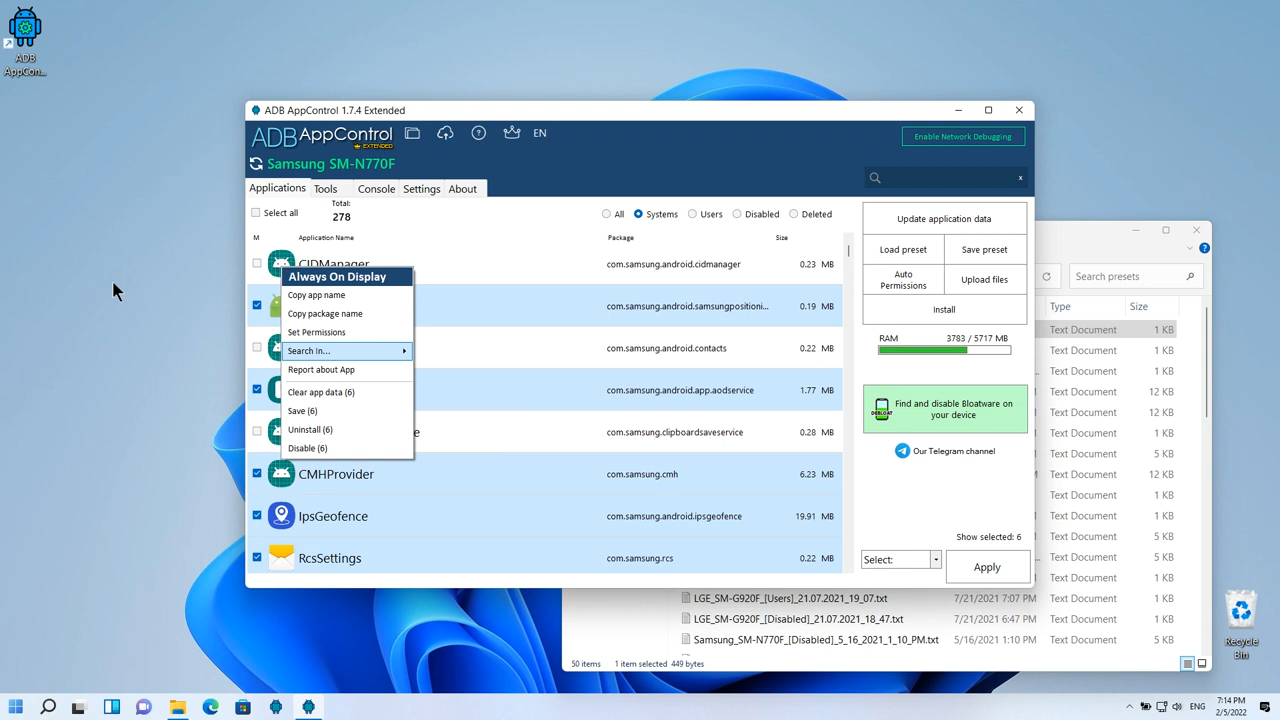 ADB
AppCon...
ADB AppControl 1.7.4 Extended
ADB AppControl
EXTENDED
EN
Enable Network Debugging
Samsung SM-N770F
Applications
Tools
Console
Settings
About
x
Select all
Total:
278
All
Systems
Users
Disabled
Deleted
M
Application Name
Package
Size
CIDManager
com.samsung.android.cidmanager
0.23 MB
com.samsung.android.samsungpositioni...
0.19 MB
com.samsung.android.contacts
0.22 MB
com.samsung.android.app.aodservice
1.77 MB
e
com.samsung.android.clipboardsaveservice
0.28 MB
CMHProvider
com.samsung.cmh
6.23 MB
IpsGeofence
com.samsung.android.ipsgeofence
19.91 MB
RcsSettings
com.samsung.rcs
0.22 MB
Always On Display
Copy app name
Copy package name
Set Permissions
Search In...
Report about App
Clear app data (6)
Save (6)
Uninstall (6)
Disable (6)
Update application data
Load preset
Save preset
Auto
Permissions
Upload files
Install
RAM
3783 / 5717 MB
DEBLOAT
Find and disable Bloatware on
your device
Our Telegram channel
Show selected: 6
Select:
Apply
Search presets
Type
Size
Text Document
1 KB
Text Document
1 KB
Text Document
1 KB
Text Document
12 KB
Text Document
12 KB
Text Document
5 KB
Text Document
1 KB
Text Document
12 KB
Text Document
1 KB
Text Document
1 KB
Text Document
5 KB
Text Document
5 KB
Text Document
1 KB
LGE_SM-G920F_[Users]_21.07.2021_19_07.txt
7/21/2021 7:07 PM
Text Document
1 KB
LGE_SM-G920F_[Disabled]_21.07.2021_18_47.txt
7/21/2021 6:47 PM
Text Document
1 KB
Samsung_SM-N770F_[Disabled]_5_16_2021_1_10_PM.txt
5/16/2021 1:10 PM
Text Document
5 KB
50 items
1 item selected 449 bytes
Recycle
Bin
ENG
7:14 PM
2/5/2022